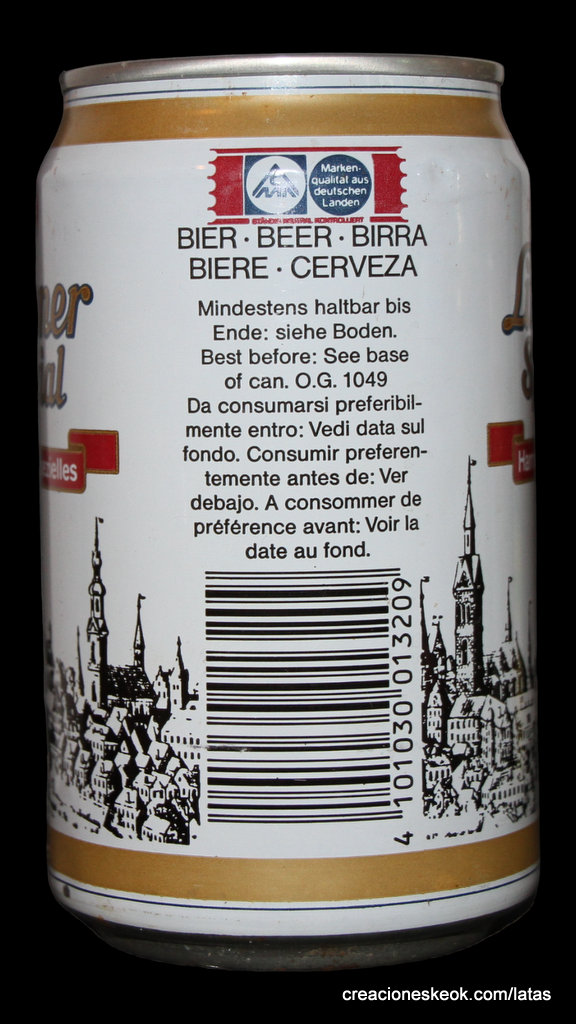 Marken-
qualität aus
deutschen
Landen
BIER · BEER · BIRRA
BIERE · CERVEZA
Mindestens haltbar bis
Ende: siehe Boden.
Best before: See base
of can. O.G. 1049
Da consumarsi preferibil-
mente entro: Vedi data sul
fondo. Consumir preferen-
temente antes de: Ver
debajo. A consommer de
préférence avant: Voir la
date au fond.
4 101030 013209
creacioneskeok.com/latas